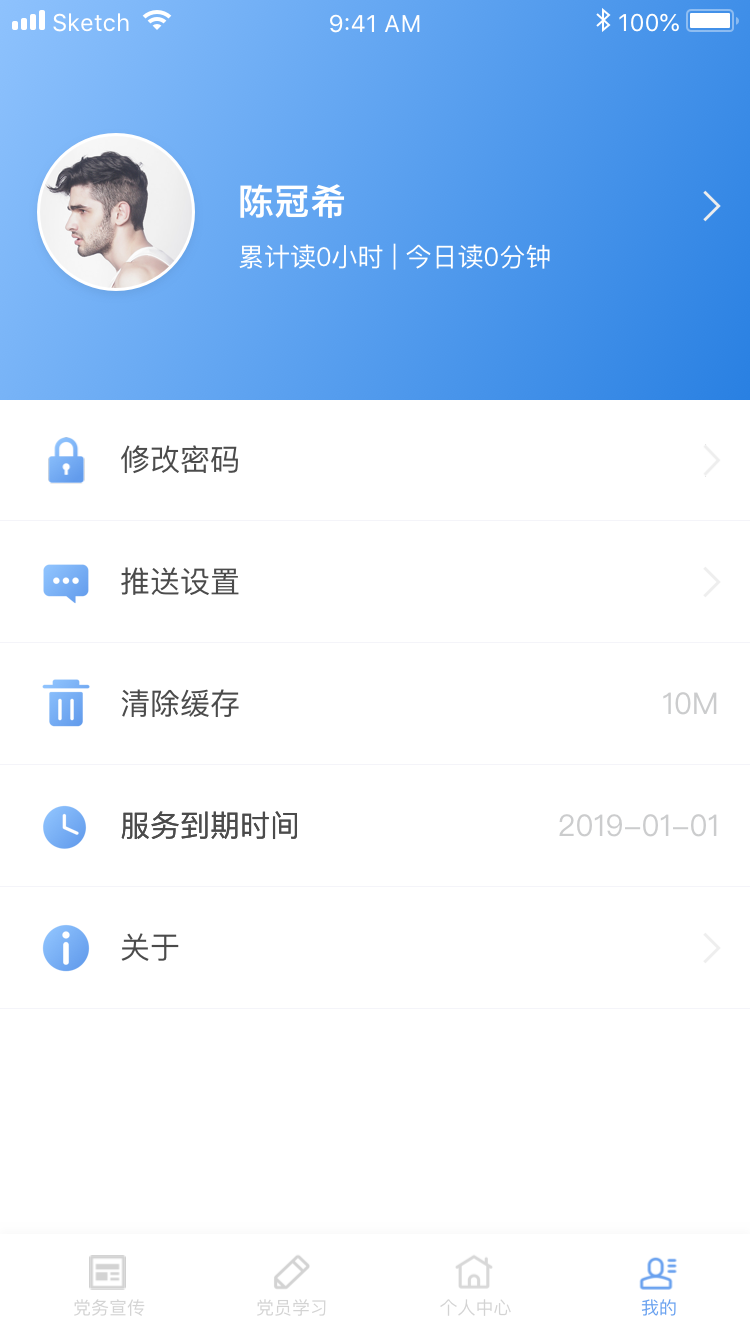 Sketch 9:41 AM 100%
陈冠希
累计读0小时 | 今日读0分钟
修改密码
推送设置
清除缓存 10M
服务到期时间 2019-01-01
关于
党务宣传 党员学习 个人中心 我的